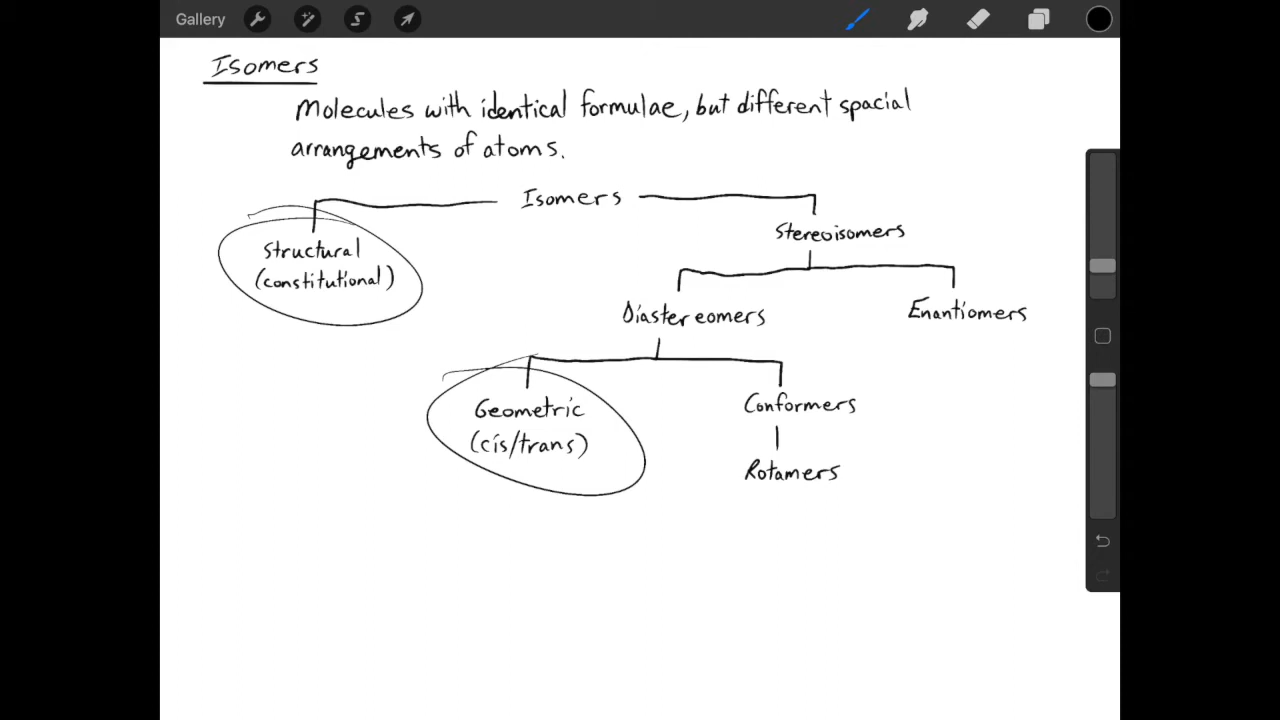 Gallery
Isomers
Molecules with identical formulae, but different spacial
arrangements of atoms.
Isomers
Structural
(constitutional)
Stereoisomers
Diastereomers
Enantiomers
Geometric
(cis/trans)
Conformers
Rotamers